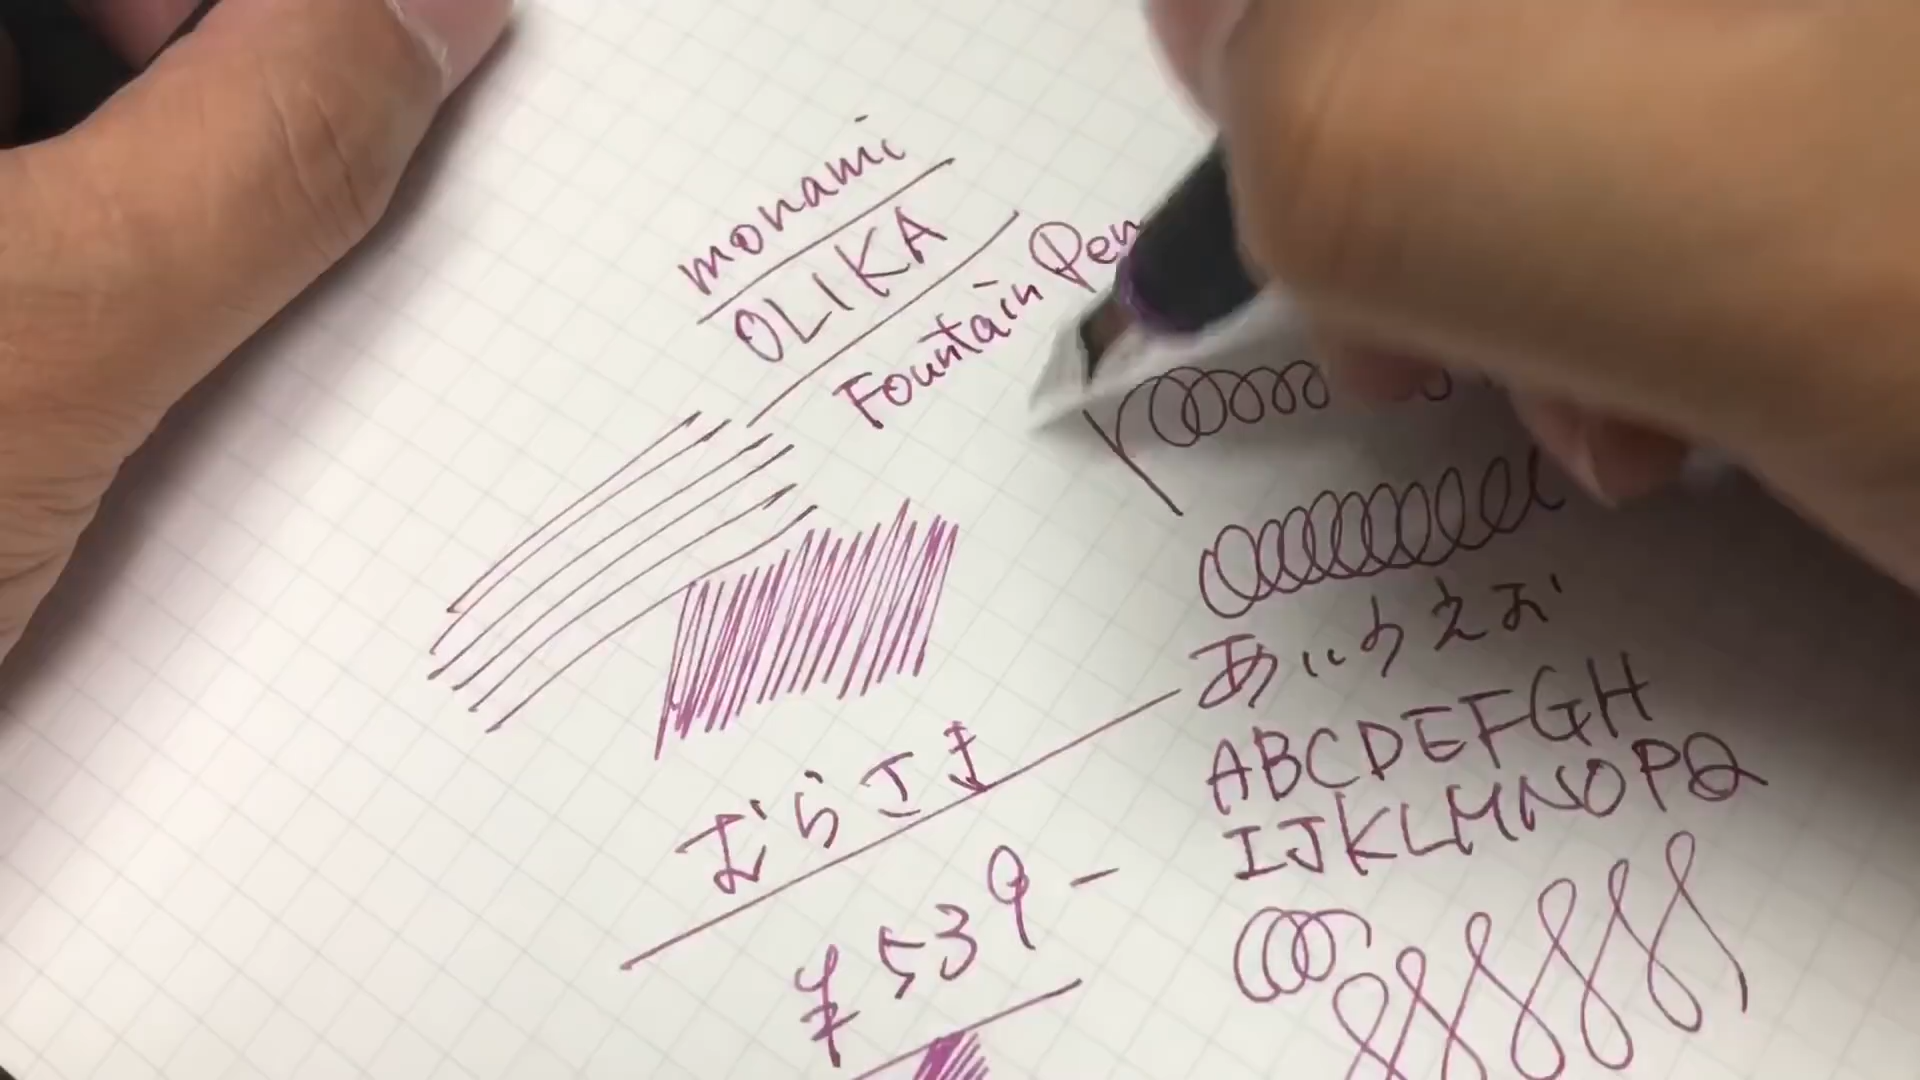 monami
OLIKA
Fountain Pen
むらさき
¥539-
あいうえお
ABCDEFGH
IJKLMNOPQ